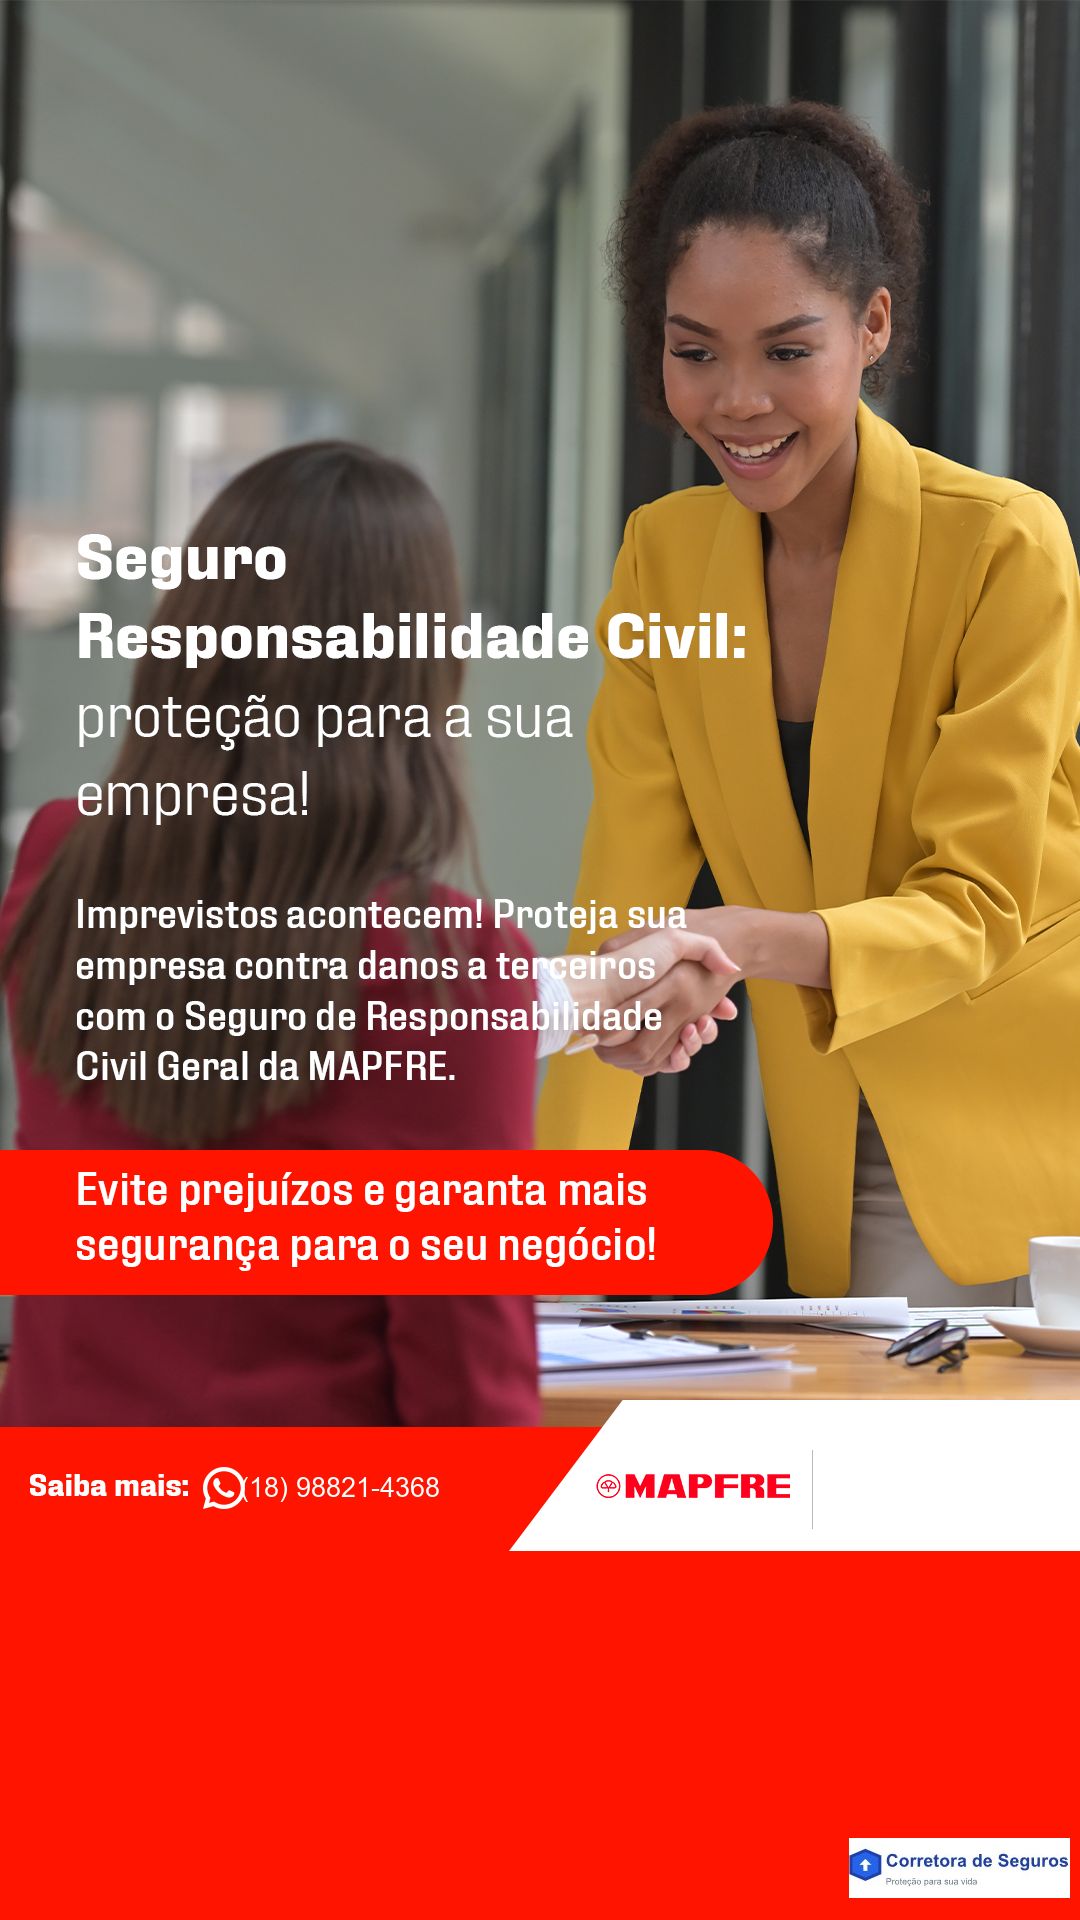 Seguro
Responsabilidade Civil:
proteção para a sua
empresa!
Imprevistos acontecem! Proteja sua
empresa contra danos a terceiros
com o Seguro de Responsabilidade
Civil Geral da MAPFRE.
Evite prejuízos e garanta mais
segurança para o seu negócio!
Saiba mais: (18) 98821-4368
MAPFRE
Corretora de Seguros
Proteção para sua vida